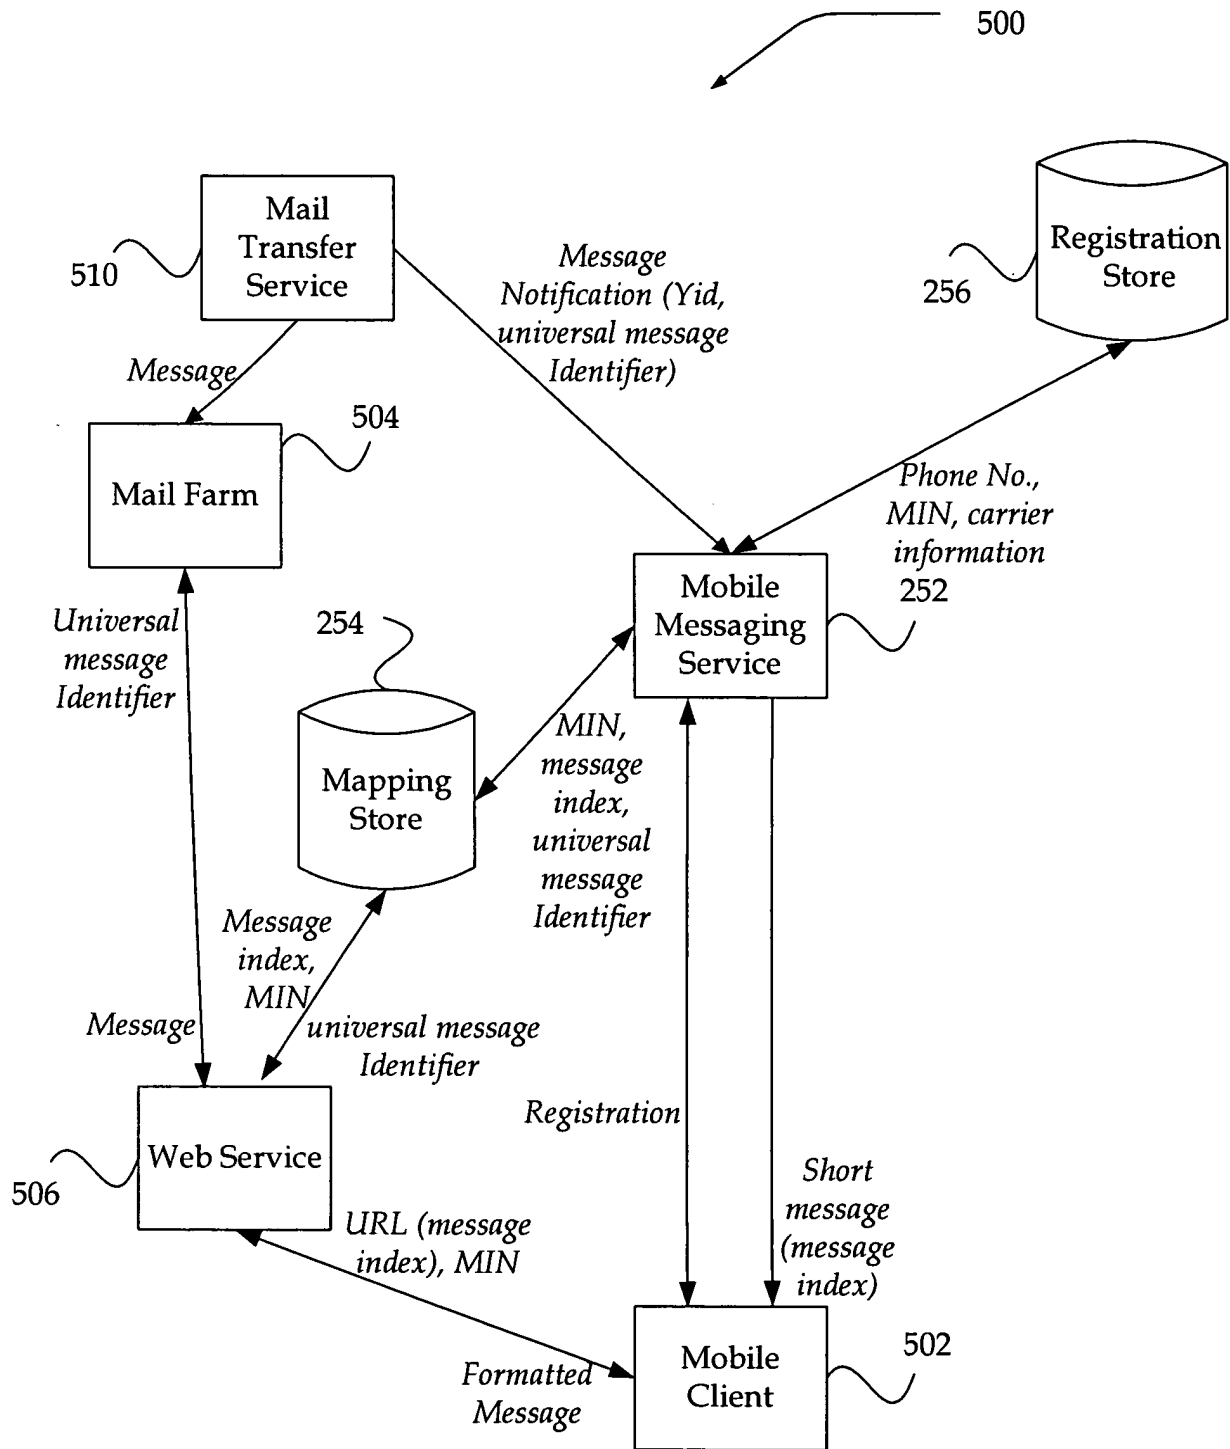 500
Mail
Transfer
Service
510
Message
Notification (Yid,
universal message
Identifier)
Registration
Store
256
Message
504
Mail Farm
Phone No.,
MIN, carrier
information
Universal
message
Identifier
254
Mobile
Messaging
Service
252
Mapping
Store
MIN,
message
index,
universal
message
Identifier
Message
index,
MIN
universal message
Identifier
Message
Registration
Web Service
506
URL (message
index), MIN
Short
message
(message
index)
Formatted
Message
Mobile
Client
502